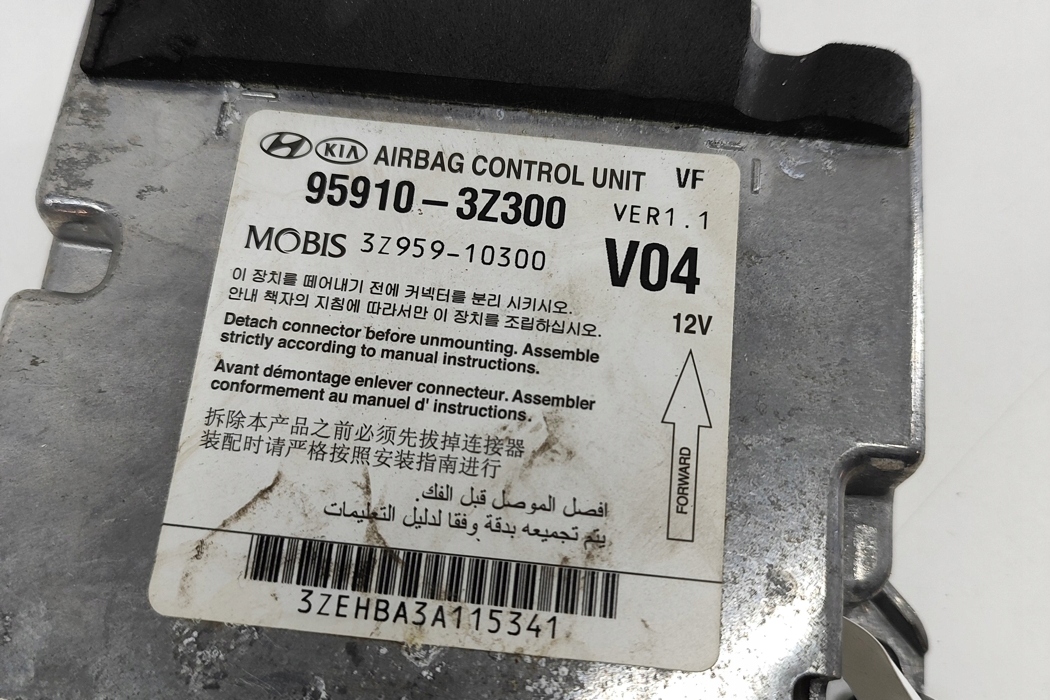 HYUNDAI KIA AIRBAG CONTROL UNIT VF
95910-3Z300 VER1.1
MOBIS 3Z959-10300 V04
이 장치를 떼어내기 전에 커넥터를 분리 시키시오.
안내 책자의 지침에 따라서만 이 장치를 조립하십시오.
12V
Detach connector before unmounting. Assemble
strictly according to manual instructions.
Avant démontage enlever connecteur. Assembler
conformement au manuel d' instructions.
FORWARD
拆除本产品之前必须先拔掉连接器
装配时请严格按照安装指南进行
افصل الموصل قبل الفك.
يتم تجميعه بدقة وفقا لدليل التعليمات
3ZEHBA3A115341